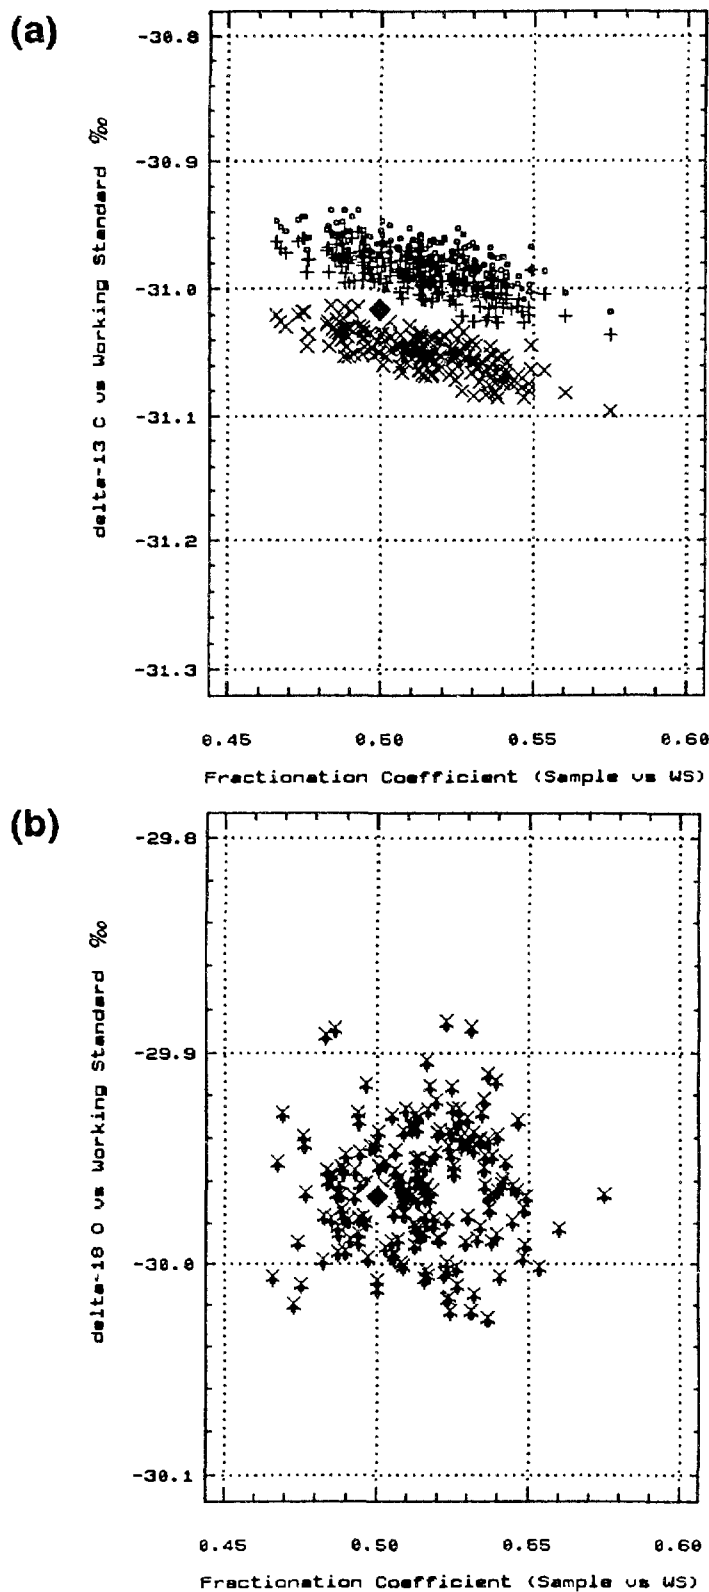 (a)
-30.8
-30.9
-31.0
-31.1
-31.2
-31.3
delta-13 C vs Working Standard ‰
0.45 0.50 0.55 0.60
Fractionation Coefficient (Sample vs WS)
(b)
-29.8
-29.9
-30.0
-30.1
delta-18 O vs Working Standard ‰
0.45 0.50 0.55 0.60
Fractionation Coefficient (Sample vs WS)